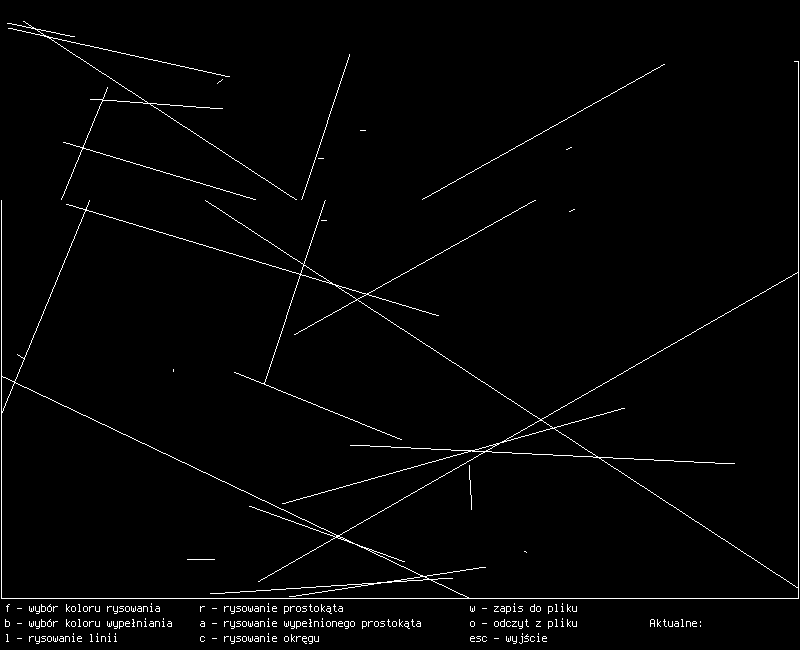 f - wybór koloru rysowania r - rysowanie prostokąta w - zapis do pliku
b - wybór koloru wypełniania a - rysowanie wypełnionego prostokąta o - odczyt z pliku Aktualne:
l - rysowanie linii c - rysowanie okręgu esc - wyjście